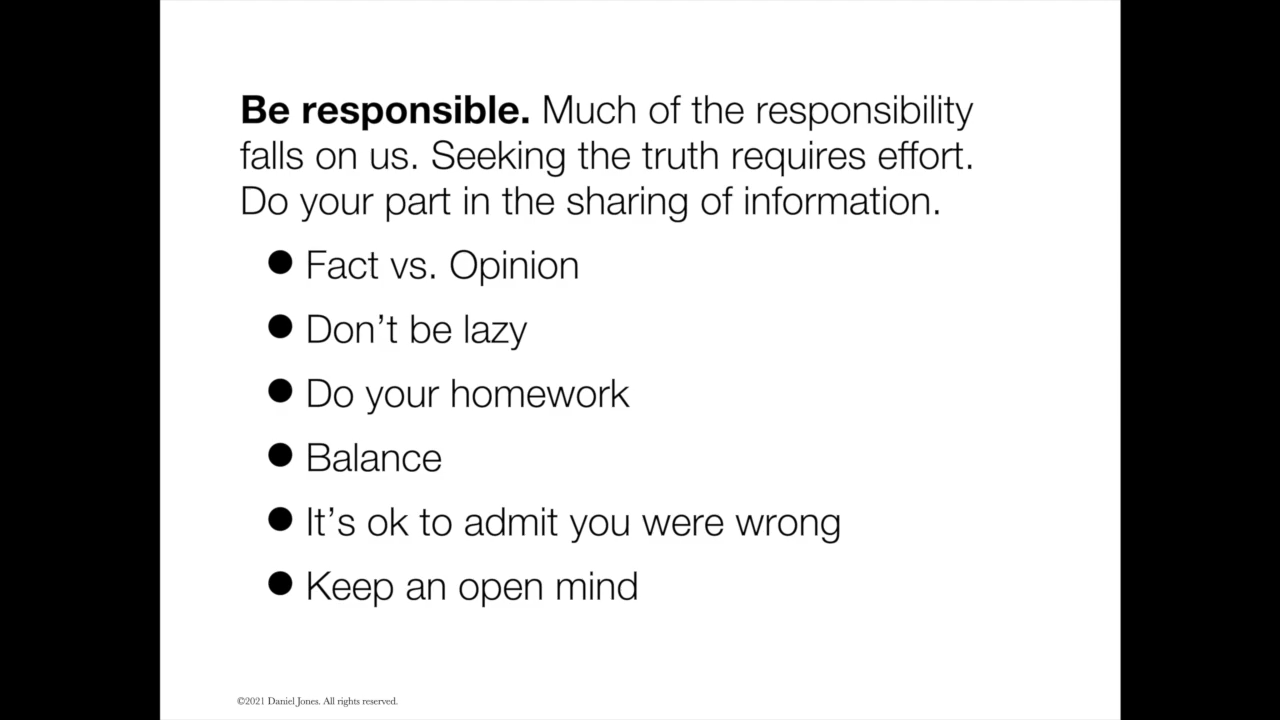 Be responsible. Much of the responsibility
falls on us. Seeking the truth requires effort.
Do your part in the sharing of information.
● Fact vs. Opinion
● Don’t be lazy
● Do your homework
● Balance
● It’s ok to admit you were wrong
● Keep an open mind
©2021 Daniel Jones. All rights reserved.